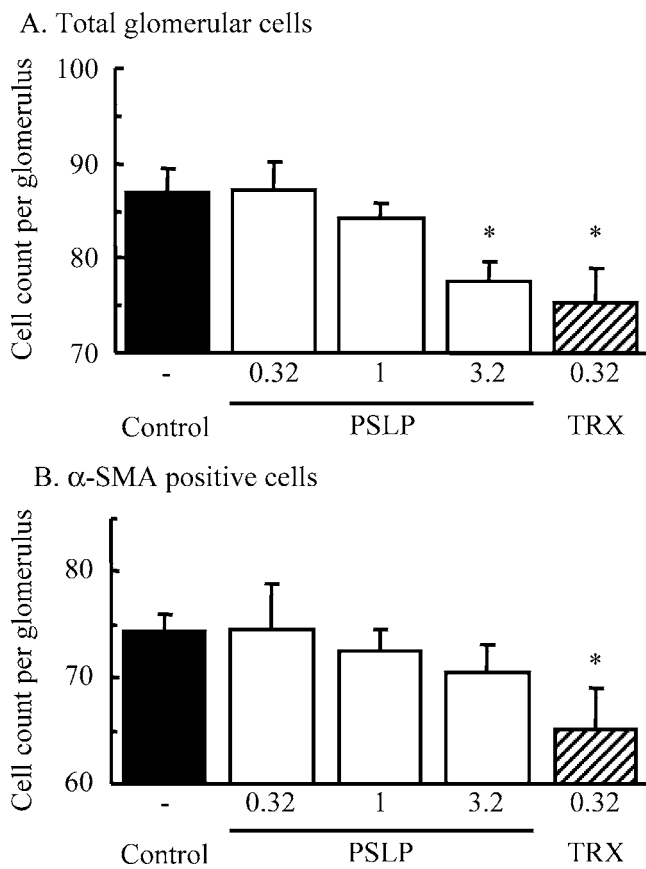 A. Total glomerular cells
Cell count per glomerulus
100
90
80
70
* *
- 0.32 1 3.2 0.32
Control PSLP TRX
B. α-SMA positive cells
Cell count per glomerulus
80
70
60
*
- 0.32 1 3.2 0.32
Control PSLP TRX